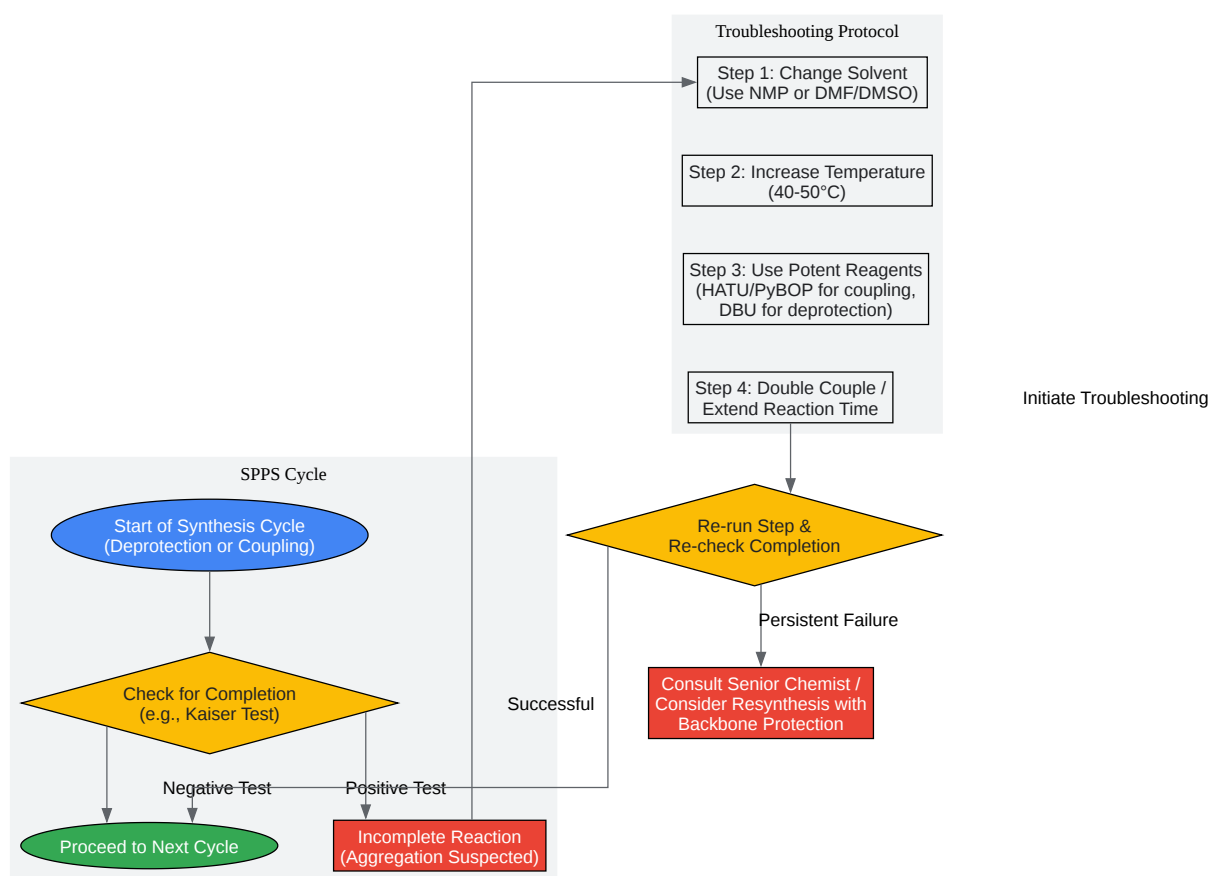 Troubleshooting Protocol
Step 1: Change Solvent
(Use NMP or DMF/DMSO)
Step 2: Increase Temperature
(40-50°C)
Step 3: Use Potent Reagents
(HATU/PyBOP for coupling,
DBU for deprotection)
Step 4: Double Couple /
Extend Reaction Time
Initiate Troubleshooting
SPPS Cycle
Start of Synthesis Cycle
(Deprotection or Coupling)
Re-run Step &
Re-check Completion
Persistent Failure
Check for Completion
(e.g., Kaiser Test)
Successful
Consult Senior Chemist /
Consider Resynthesis with
Backbone Protection
Negative Test
Positive Test
Proceed to Next Cycle
Incomplete Reaction
(Aggregation Suspected)